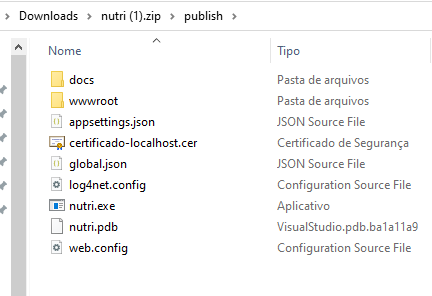 Downloads > nutri (1).zip > publish >
Nome Tipo
docs Pasta de arquivos
wwwroot Pasta de arquivos
appsettings.json JSON Source File
certificado-localhost.cer Certificado de Segurança
global.json JSON Source File
log4net.config Configuration Source File
nutri.exe Aplicativo
nutri.pdb VisualStudio.pdb.ba1a11a9
web.config Configuration Source File